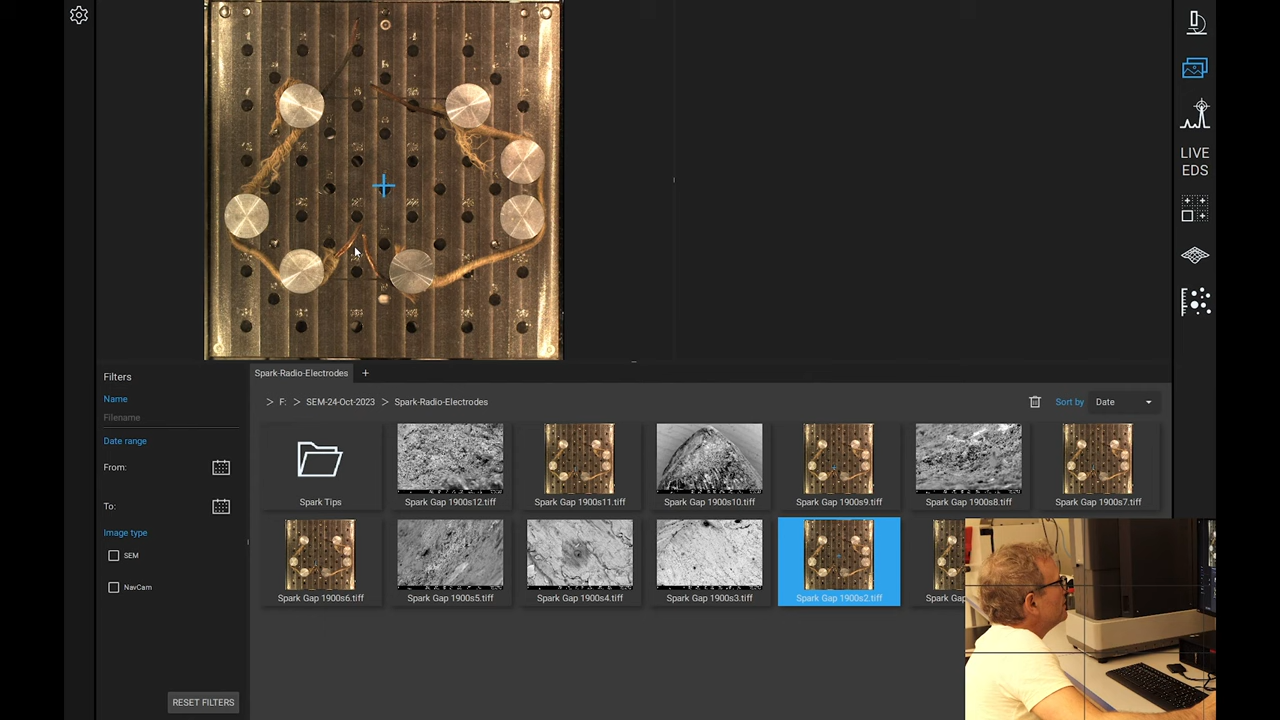 LIVE
EDS
Filters
Name
Filename
Date range
From:
To:
Image type
SEM
NavCam
RESET FILTERS
Spark-Radio-Electrodes +
> F: > SEM-24-Oct-2023 > Spark-Radio-Electrodes
Sort by Date
Spark Tips
Spark Gap 1900s12.tiff
Spark Gap 1900s11.tiff
Spark Gap 1900s10.tiff
Spark Gap 1900s9.tiff
Spark Gap 1900s8.tiff
Spark Gap 1900s7.tiff
Spark Gap 1900s6.tiff
Spark Gap 1900s5.tiff
Spark Gap 1900s4.tiff
Spark Gap 1900s3.tiff
Spark Gap 1900s2.tiff
Spark Gap